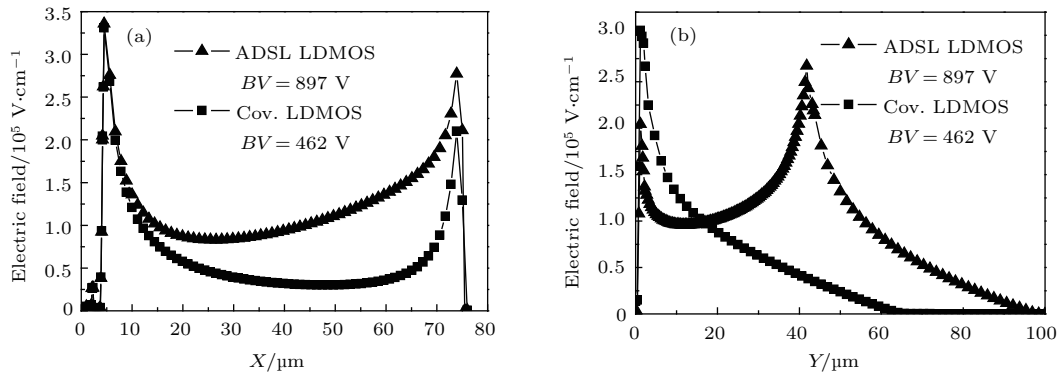 (a)
ADSL LDMOS
BV = 897 V
Cov. LDMOS
BV = 462 V
Electric field/10⁵ V·cm⁻¹
3.5
3.0
2.5
2.0
1.5
1.0
0.5
0
0 10 20 30 40 50 60 70 80
X/µm
(b)
ADSL LDMOS
BV = 897 V
Cov. LDMOS
BV = 462 V
Electric field/10⁵ V·cm⁻¹
3.0
2.5
2.0
1.5
1.0
0.5
0
0 20 40 60 80 100
Y/µm